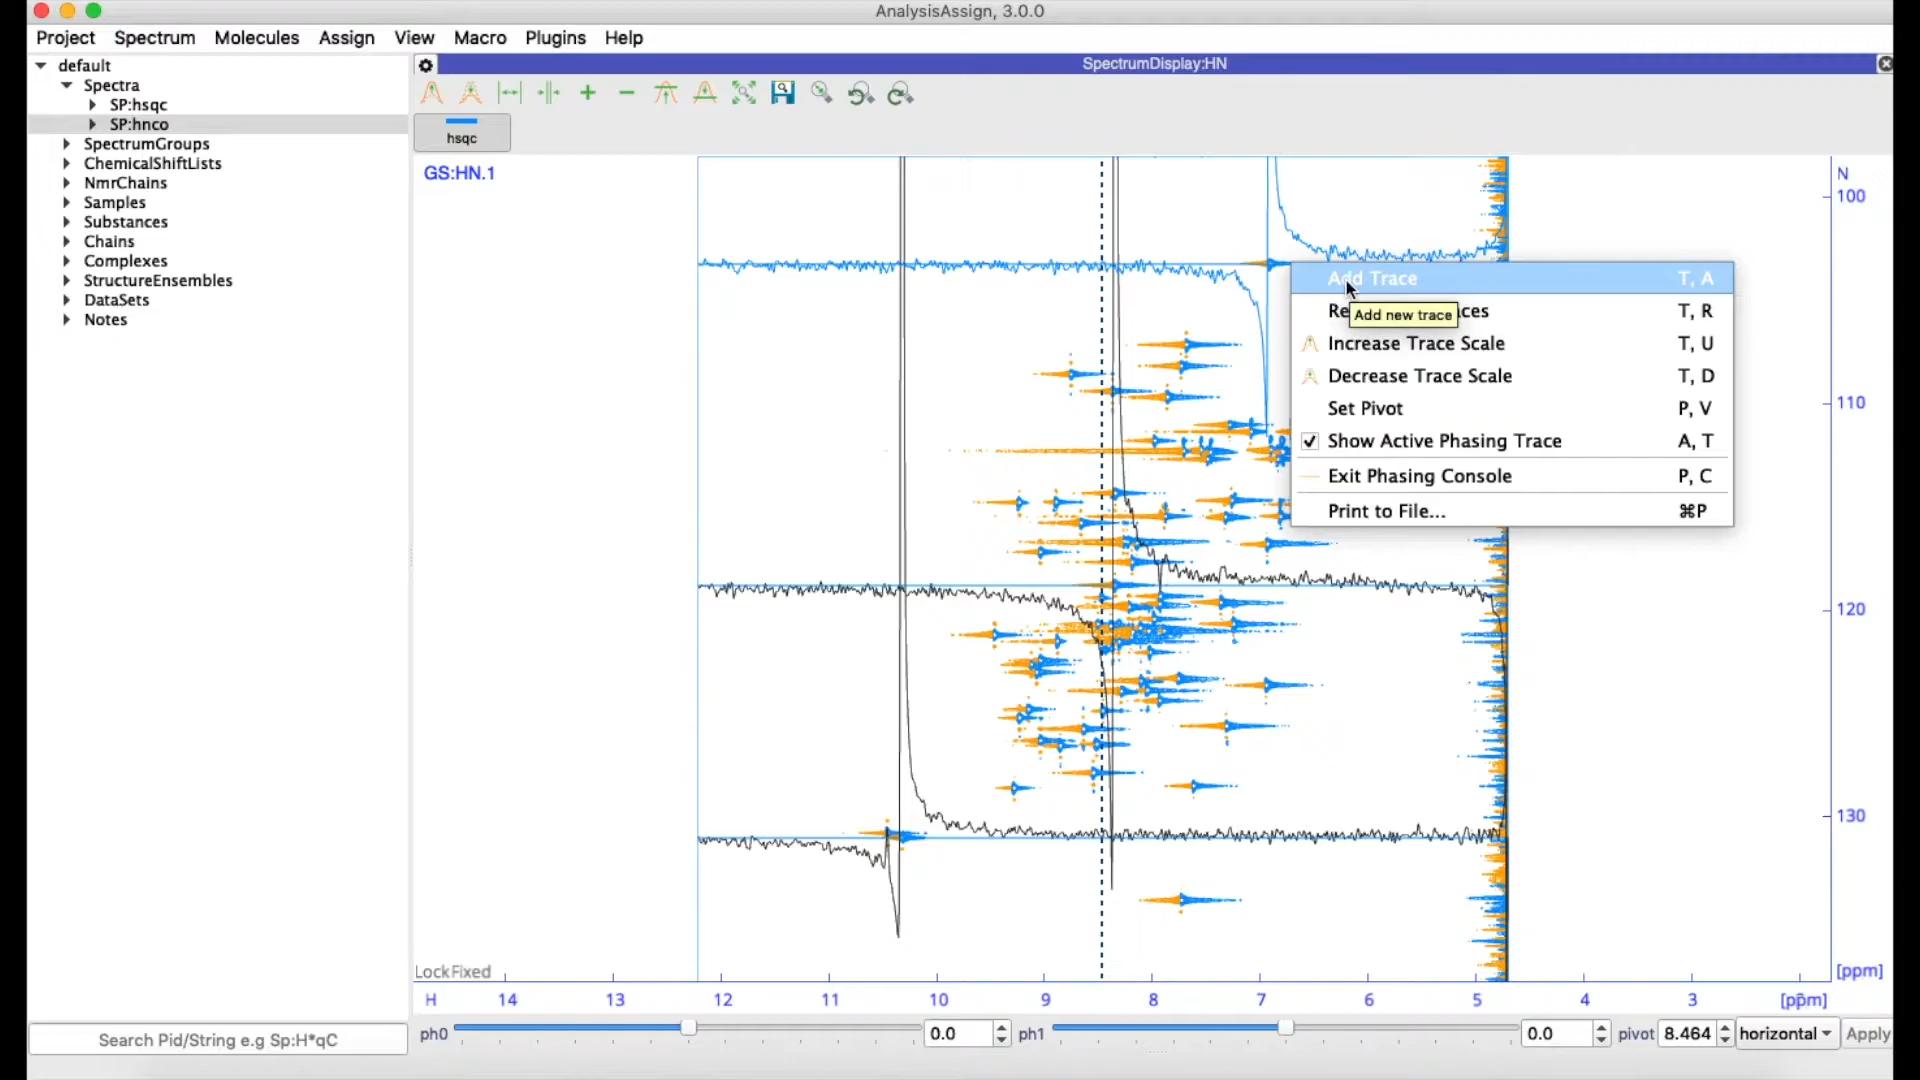 AnalysisAssign, 3.0.0
Project Spectrum Molecules Assign View Macro Plugins Help
default
Spectra
SP:hsqc
SP:hnco
SpectrumGroups
ChemicalShiftLists
NmrChains
Samples
Substances
Chains
Complexes
StructureEnsembles
DataSets
Notes
Search Pid/String e.g Sp:H*qC
SpectrumDisplay:HN
hsqc
GS:HN.1
N
100
110
120
130
[ppm]
Add Trace T, A
Add new trace
Re ces T, R
Increase Trace Scale T, U
Decrease Trace Scale T, D
Set Pivot P, V
Show Active Phasing Trace A, T
Exit Phasing Console P, C
Print to File... ⌘P
LockFixed
H 14 13 12 11 10 9 8 7 6 5 4 3 [ppm]
ph0 0.0 ph1 0.0 pivot 8.464 horizontal Apply